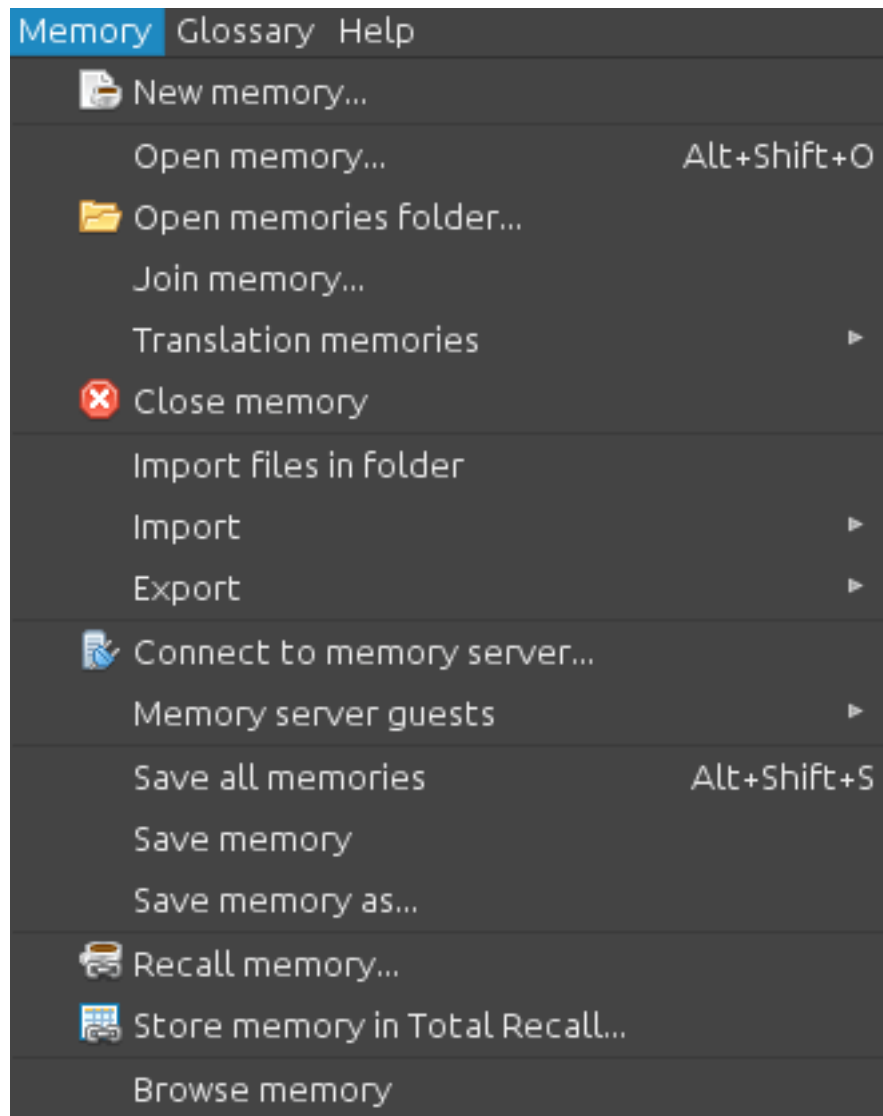 Memory Glossary Help
New memory...
Open memory... Alt+Shift+O
Open memories folder...
Join memory...
Translation memories
Close memory
Import files in folder
Import
Export
Connect to memory server...
Memory server guests
Save all memories Alt+Shift+S
Save memory
Save memory as...
Recall memory...
Store memory in Total Recall...
Browse memory